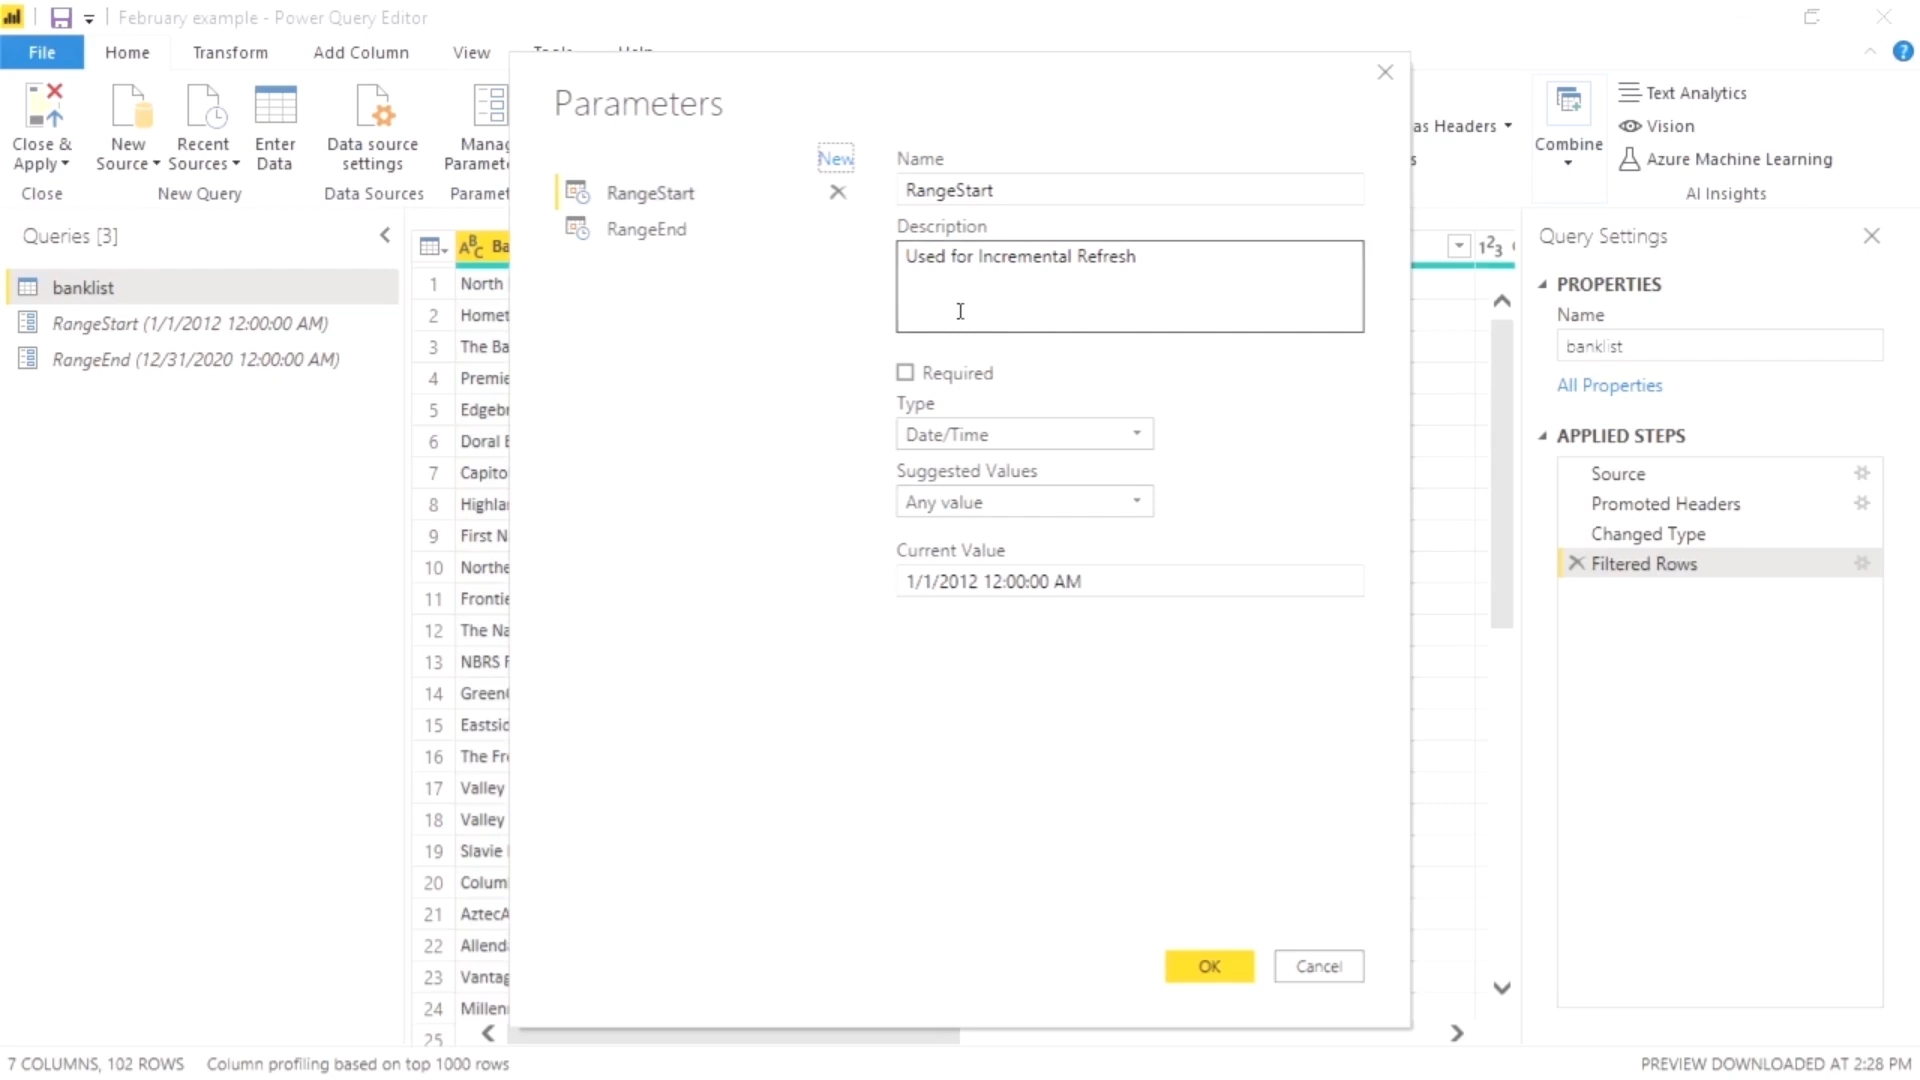 February example - Power Query Editor
File Home Transform Add Column View Tools Help
Close & Apply
New Source
Recent Sources
Enter Data
Data source settings
as Headers
Combine
Text Analytics
Vision
Azure Machine Learning
Close New Query Data Sources AI Insights
Queries [3]
banklist
RangeStart (1/1/2012 12:00:00 AM)
RangeEnd (12/31/2020 12:00:00 AM)
1 North
2
3 The
4
5
6 Doral
7
8
9 First
10
11
12 The
13 NBRS
14
15
16 The
17 Valley
18 Valley
19 Slavie
20
21
22
23
24
25
Parameters
New
RangeStart
RangeEnd
Name
RangeStart
Description
Used for Incremental Refresh
Required
Type
Date/Time
Suggested Values
Any value
Current Value
1/1/2012 12:00:00 AM
OK Cancel
Query Settings
PROPERTIES
Name
banklist
All Properties
APPLIED STEPS
Source
Promoted Headers
Changed Type
Filtered Rows
7 COLUMNS, 102 ROWS Column profiling based on top 1000 rows
PREVIEW DOWNLOADED AT 2:28 PM